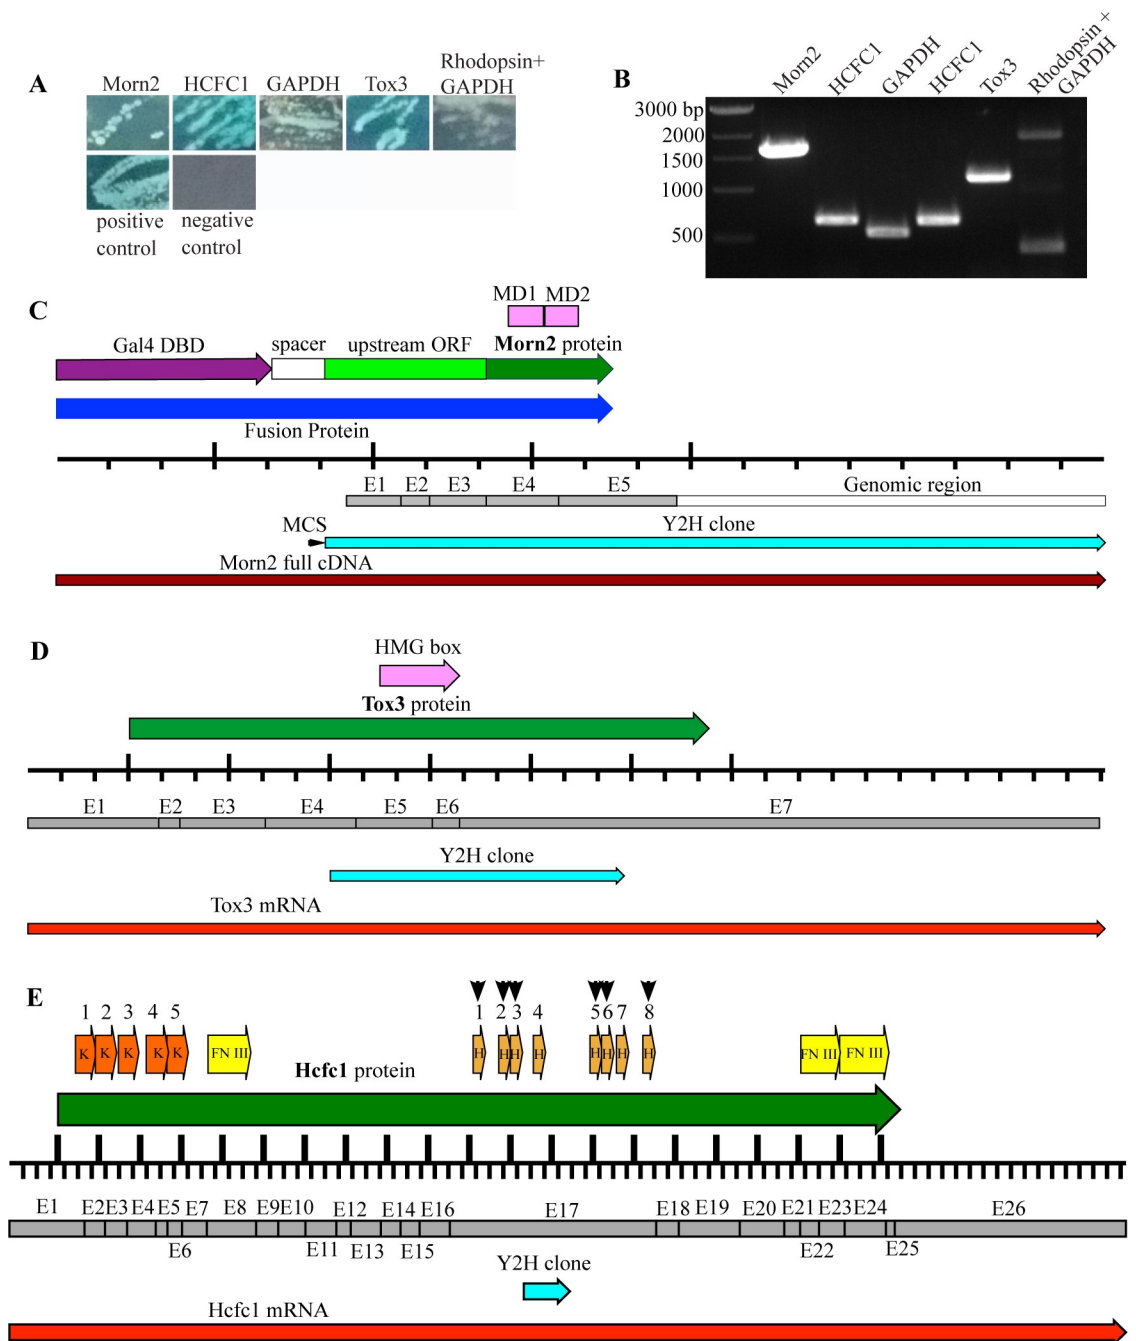 A
Morn2 HCFC1 GAPDH Tox3 Rhodopsin+
GAPDH
positive
control
negative
control
B
Morn2 HCFC1 GAPDH HCFC1 Tox3 Rhodopsin +
GAPDH
3000 bp
2000
1500
1000
500
C
MD1 MD2
Gal4 DBD spacer upstream ORF Morn2 protein
Fusion Protein
E1 E2 E3 E4 E5 Genomic region
MCS Y2H clone
Morn2 full cDNA
D
HMG box
Tox3 protein
E1 E2 E3 E4 E5 E6 E7
Y2H clone
Tox3 mRNA
E
1 2 3 4 5 1 2 3 4 5 6 7 8
K K K K K FN III H H H H H H H H FN III FN III
Hcfc1 protein
E1 E2 E3 E4 E5 E7 E8 E9 E10 E12 E14 E16 E17 E18 E19 E20 E21 E23 E24 E26
E6 E11 E13 E15 E22 E25
Y2H clone
Hcfc1 mRNA